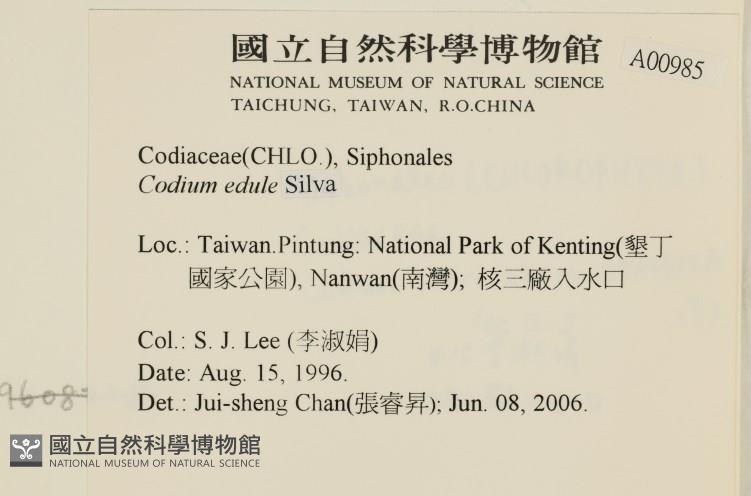 國立自然科學博物館
A00985
NATIONAL MUSEUM OF NATURAL SCIENCE
TAICHUNG, TAIWAN, R.O.CHINA
Codiaceae(CHLO.), Siphonales
Codium edule Silva
Loc.: Taiwan.Pintung: National Park of Kenting(墾丁
國家公園), Nanwan(南灣); 核三廠入水口
Col.: S. J. Lee (李淑娟)
Date: Aug. 15, 1996.
Det.: Jui-sheng Chan(張睿昇); Jun. 08, 2006.
9608
國立自然科學博物館
NATIONAL MUSEUM OF NATURAL SCIENCE